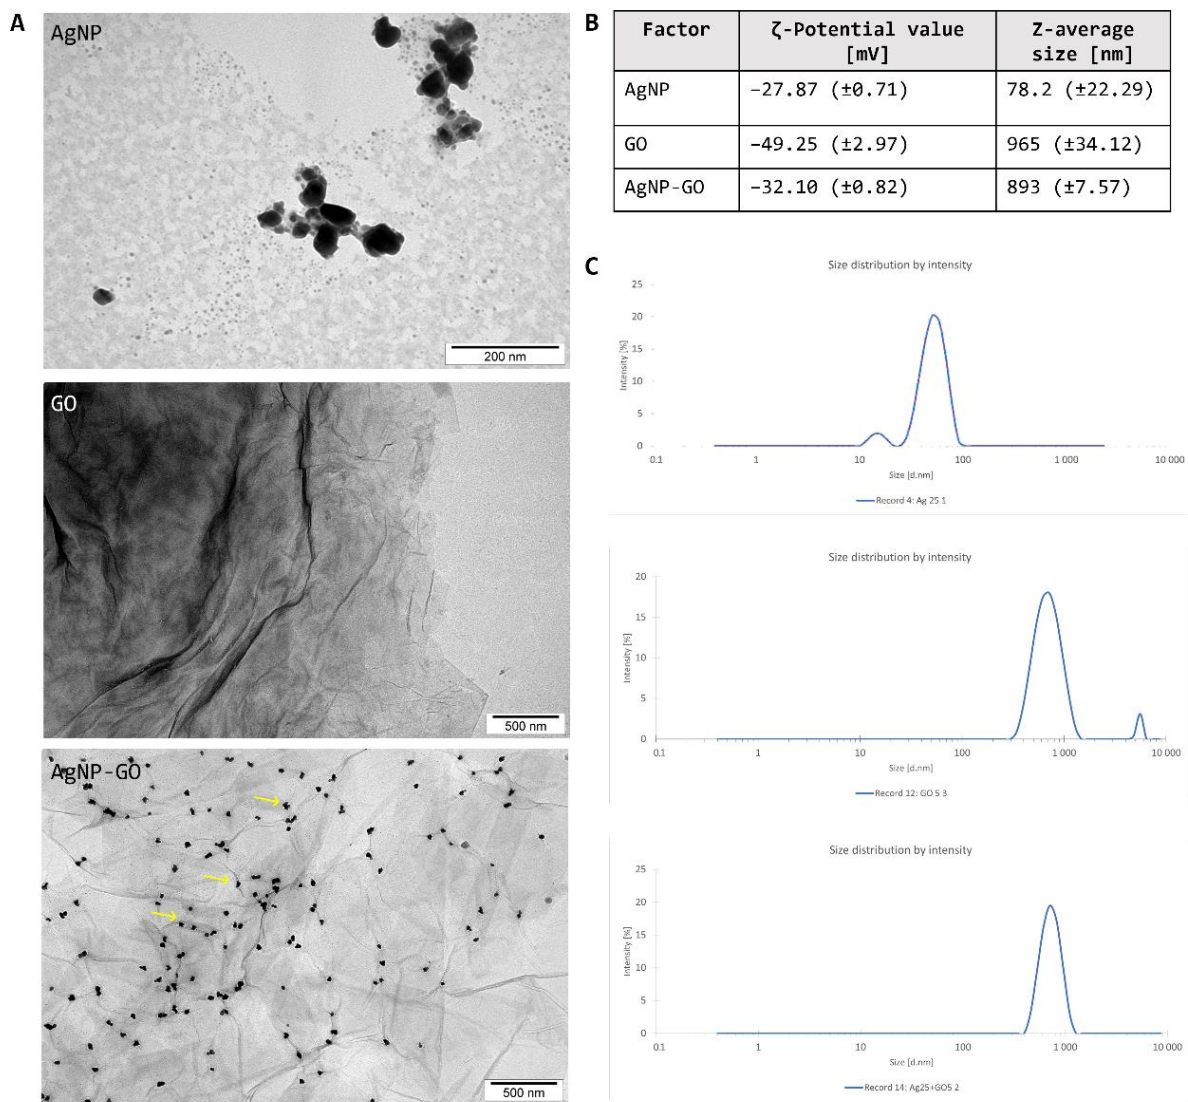 A
AgNP
200 nm
GO
500 nm
AgNP-GO
500 nm
B
Factor
ζ-Potential value
[mV]
Z-average
size [nm]
AgNP
−27.87 (±0.71)
78.2 (±22.29)
GO
−49.25 (±2.97)
965 (±34.12)
AgNP-GO
−32.10 (±0.82)
893 (±7.57)
C
Size distribution by intensity
25
20
15
10
5
0
Intensity [%]
0.1 1 10 100 1 000 10 000
Size [d.nm]
Record 4: Ag 25 1
Size distribution by intensity
20
15
10
5
0
Intensity [%]
0.1 1 10 100 1 000 10 000
Size [d.nm]
Record 12: GO 5 3
Size distribution by intensity
25
20
15
10
5
0
Intensity [%]
0.1 1 10 100 1 000 10 000
Size [d.nm]
Record 14: Ag25+GO5 2